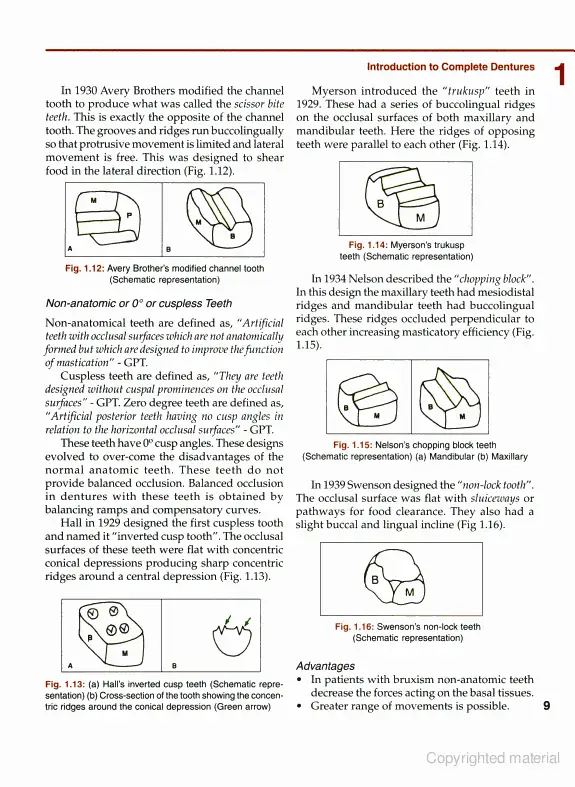 Introduction to Complete Dentures
1
In 1930 Avery Brothers modified the channel
tooth to produce what was called the scissor bite
teeth. This is exactly the opposite of the channel
tooth. The grooves and ridges run buccolingually
so that protrusive movement is limited and lateral
movement is free. This was designed to shear
food in the lateral direction (Fig. 1.12).
M
P
A
M
B
B
Fig. 1.12: Avery Brother's modified channel tooth
(Schematic representation)
Non-anatomic or 0° or cuspless Teeth
Non-anatomical teeth are defined as, "Artificial
teeth with occlusal surfaces which are not anatomically
formed but which are designed to improve the function
of mastication" - GPT.
Cuspless teeth are defined as, "They are teeth
designed without cuspal prominences on the occlusal
surfaces" - GPT. Zero degree teeth are defined as,
"Artificial posterior teeth having no cusp angles in
relation to the horizontal occlusal surfaces" - GPT.
These teeth have 0° cusp angles. These designs
evolved to over-come the disadvantages of the
normal anatomic teeth. These teeth do not
provide balanced occlusion. Balanced occlusion
in dentures with these teeth is obtained by
balancing ramps and compensatory curves.
Hall in 1929 designed the first cuspless tooth
and named it "inverted cusp tooth". The occlusal
surfaces of these teeth were flat with concentric
conical depressions producing sharp concentric
ridges around a central depression (Fig. 1.13).
B
M
A
B
Fig. 1.13: (a) Hall's inverted cusp teeth (Schematic repre-
sentation) (b) Cross-section of the tooth showing the concen-
tric ridges around the conical depression (Green arrow)
Myerson introduced the "trukusp" teeth in
1929. These had a series of buccolingual ridges
on the occlusal surfaces of both maxillary and
mandibular teeth. Here the ridges of opposing
teeth were parallel to each other (Fig. 1.14).
B
M
Fig. 1.14: Myerson's trukusp
teeth (Schematic representation)
In 1934 Nelson described the "chopping block".
In this design the maxillary teeth had mesiodistal
ridges and mandibular teeth had buccolingual
ridges. These ridges occluded perpendicular to
each other increasing masticatory efficiency (Fig.
1.15).
B
M
B
M
Fig. 1.15: Nelson's chopping block teeth
(Schematic representation) (a) Mandibular (b) Maxillary
In 1939 Swenson designed the "non-lock tooth".
The occlusal surface was flat with sluiceways or
pathways for food clearance. They also had a
slight buccal and lingual incline (Fig 1.16).
B
M
Fig. 1.16: Swenson's non-lock teeth
(Schematic representation)
Advantages
• In patients with bruxism non-anatomic teeth
decrease the forces acting on the basal tissues.
• Greater range of movements is possible.
9
Copyrighted material